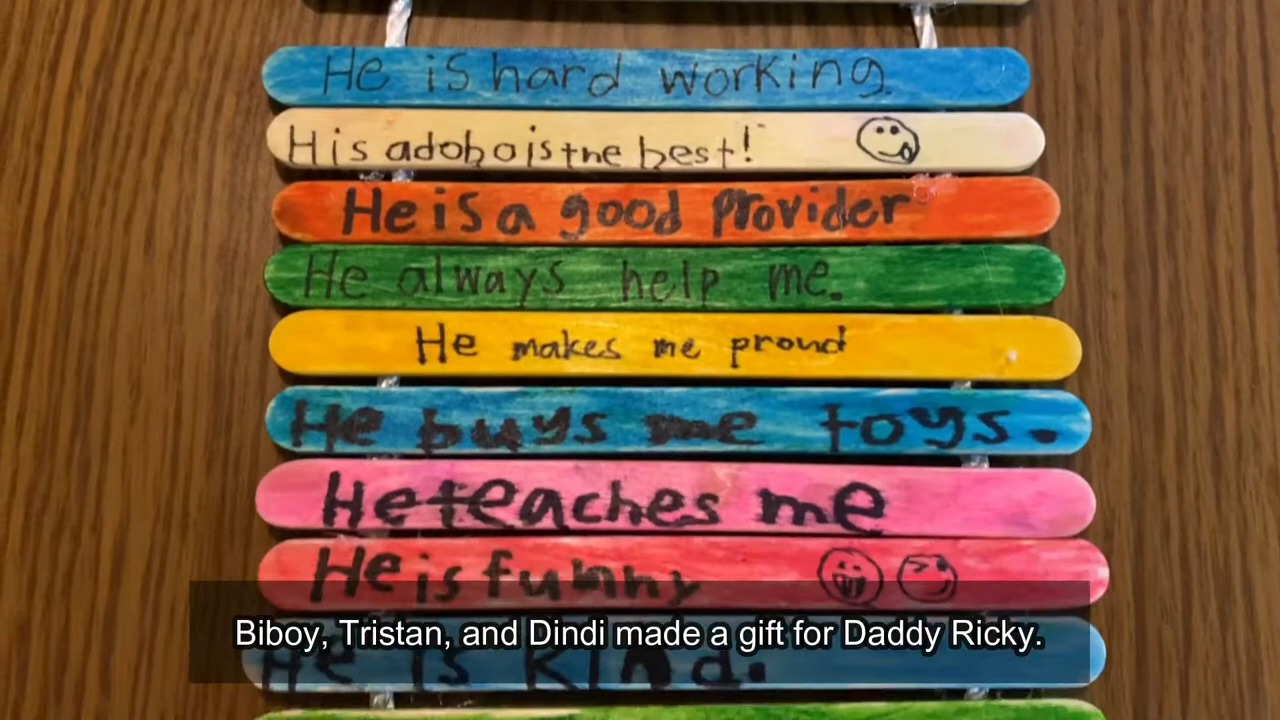 He is hard working.
His adobo is the best!
He is a good provider
He always help me.
He makes me proud
He buys me toys.
He teaches me
He is funny
Biboy, Tristan, and Dindi made a gift for Daddy Ricky.
He is kind.